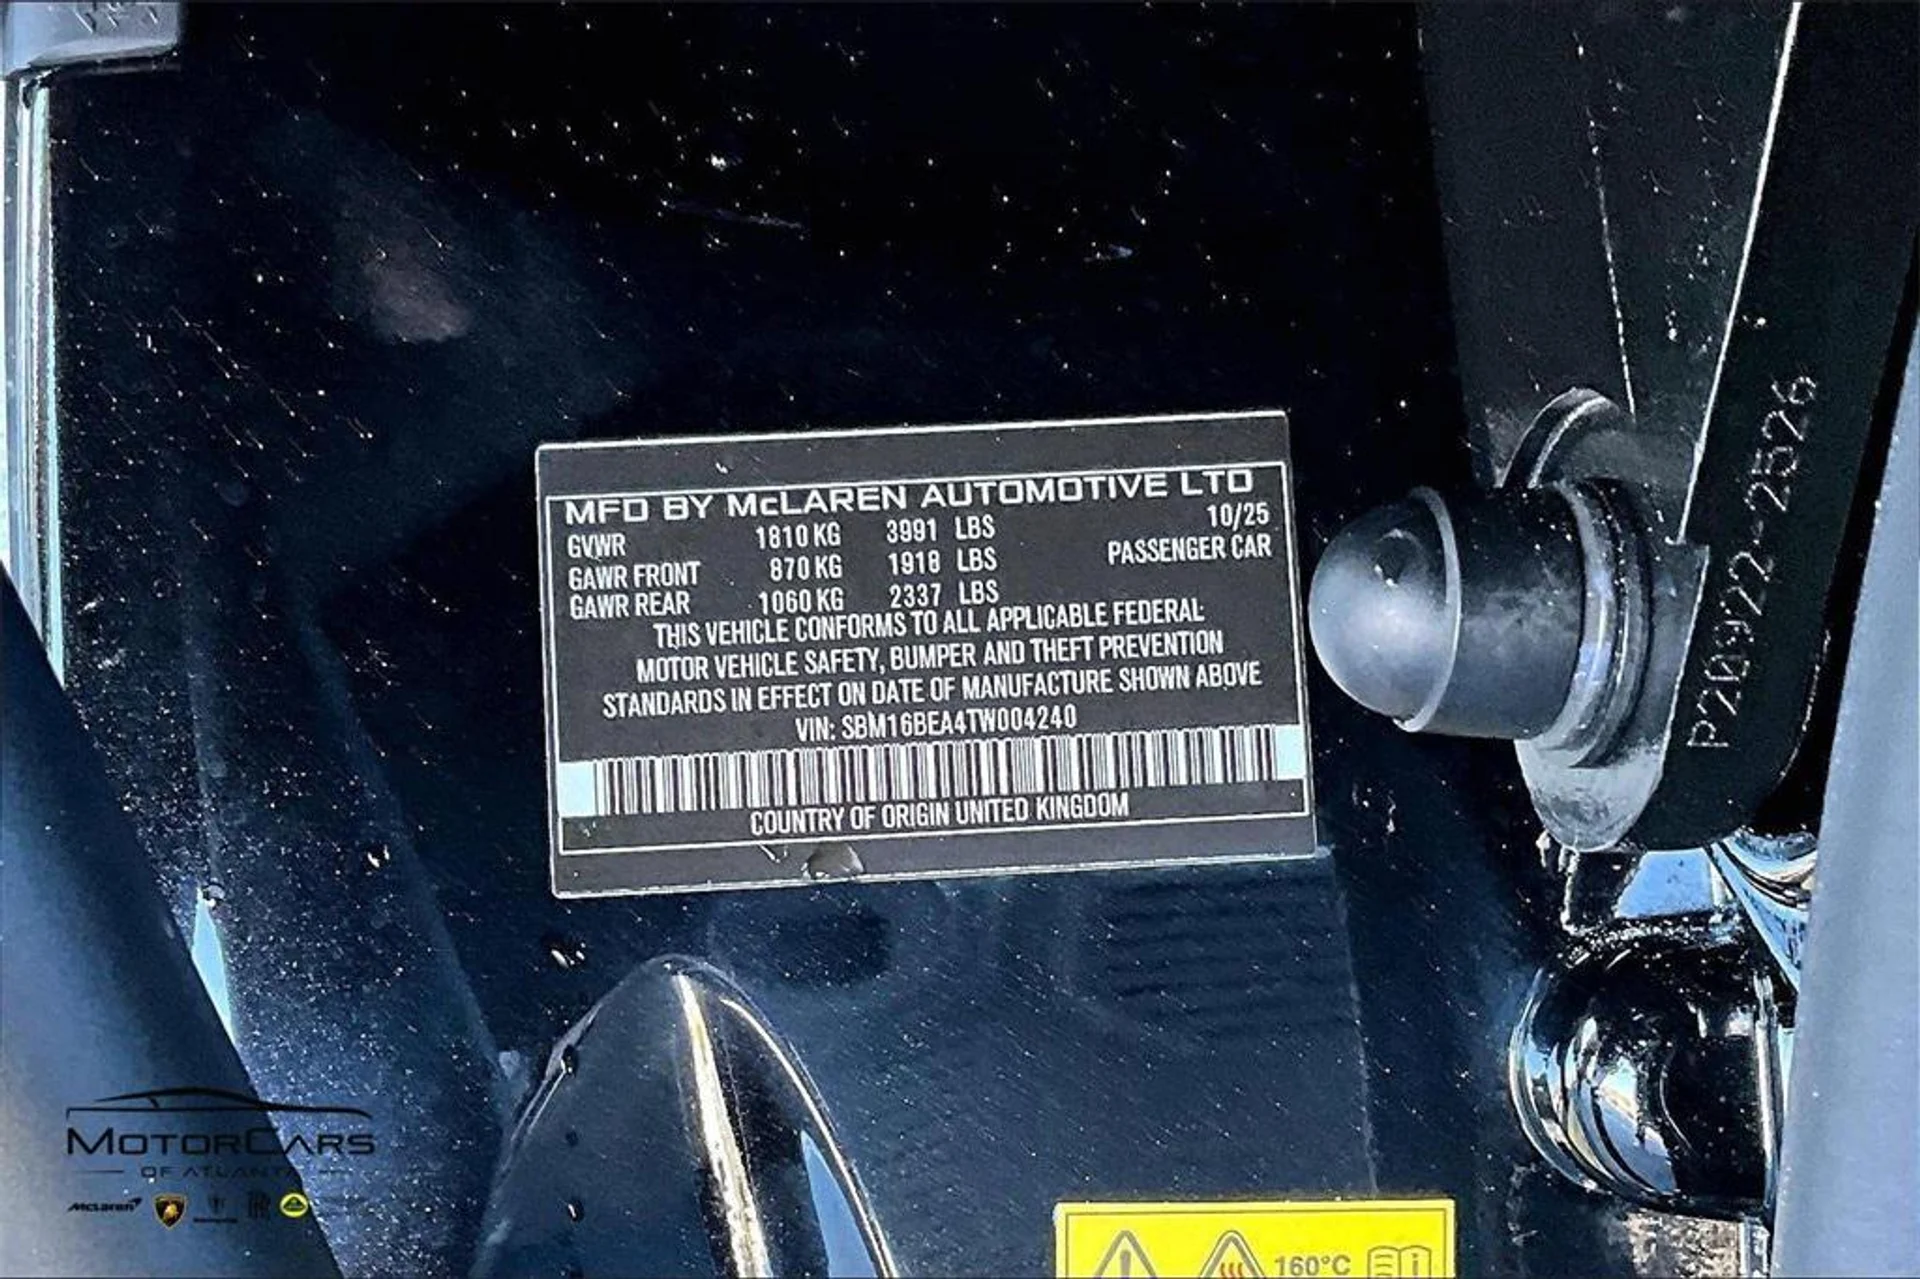 MFD BY McLAREN AUTOMOTIVE LTD
GVWR 1810 KG 3991 LBS 10/25
GAWR FRONT 870 KG 1918 LBS PASSENGER CAR
GAWR REAR 1060 KG 2337 LBS
THIS VEHICLE CONFORMS TO ALL APPLICABLE FEDERAL
MOTOR VEHICLE SAFETY, BUMPER AND THEFT PREVENTION
STANDARDS IN EFFECT ON DATE OF MANUFACTURE SHOWN ABOVE
VIN: SBM16BEA4TW004240
COUNTRY OF ORIGIN UNITED KINGDOM
P20922-2526
160°C
MOTORCARS
OF ATLANTA
McLaren